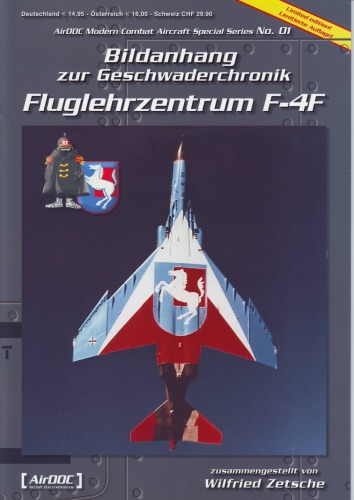 Deutschland € 14,95 - Österreich € 16,00 - Schweiz CHF 29,90
Limited edition!
Limitierte Auflage!
AirDOC Modern Combat Aircraft Special Series No. 01
Bildanhang
zur Geschwaderchronik
Fluglehrzentrum F-4F
T
[AirDOC]
zusammengestellt von
Wilfried Zetsche